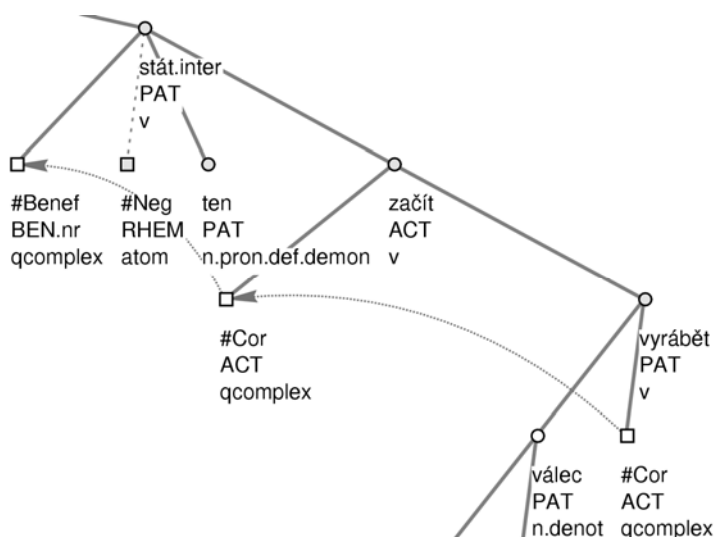 stát.inter
PAT
v
#Benef
BEN.nr
qcomplex
#Neg
RHEM
atom
ten
PAT
n.pron.def.demon
začít
ACT
v
#Cor
ACT
qcomplex
vyrábět
PAT
v
válec
PAT
n.denot
#Cor
ACT
qcomplex